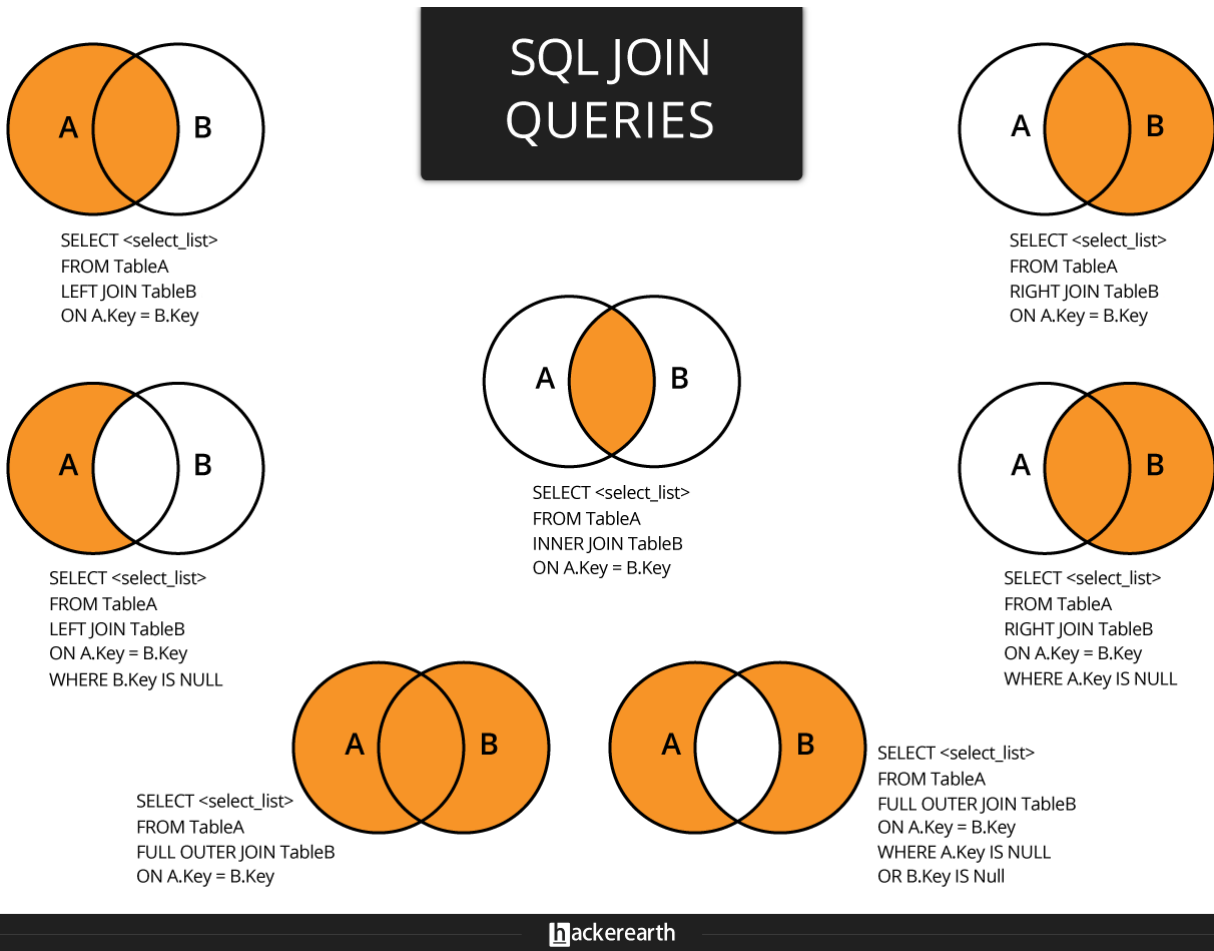 SQL JOIN
QUERIES
A
B
SELECT <select_list>
FROM TableA
LEFT JOIN TableB
ON A.Key = B.Key
A
B
SELECT <select_list>
FROM TableA
RIGHT JOIN TableB
ON A.Key = B.Key
A
B
SELECT <select_list>
FROM TableA
INNER JOIN TableB
ON A.Key = B.Key
A
B
SELECT <select_list>
FROM TableA
LEFT JOIN TableB
ON A.Key = B.Key
WHERE B.Key IS NULL
A
B
SELECT <select_list>
FROM TableA
RIGHT JOIN TableB
ON A.Key = B.Key
WHERE A.Key IS NULL
A
B
SELECT <select_list>
FROM TableA
FULL OUTER JOIN TableB
ON A.Key = B.Key
A
B
SELECT <select_list>
FROM TableA
FULL OUTER JOIN TableB
ON A.Key = B.Key
WHERE A.Key IS NULL
OR B.Key IS Null
hackerearth